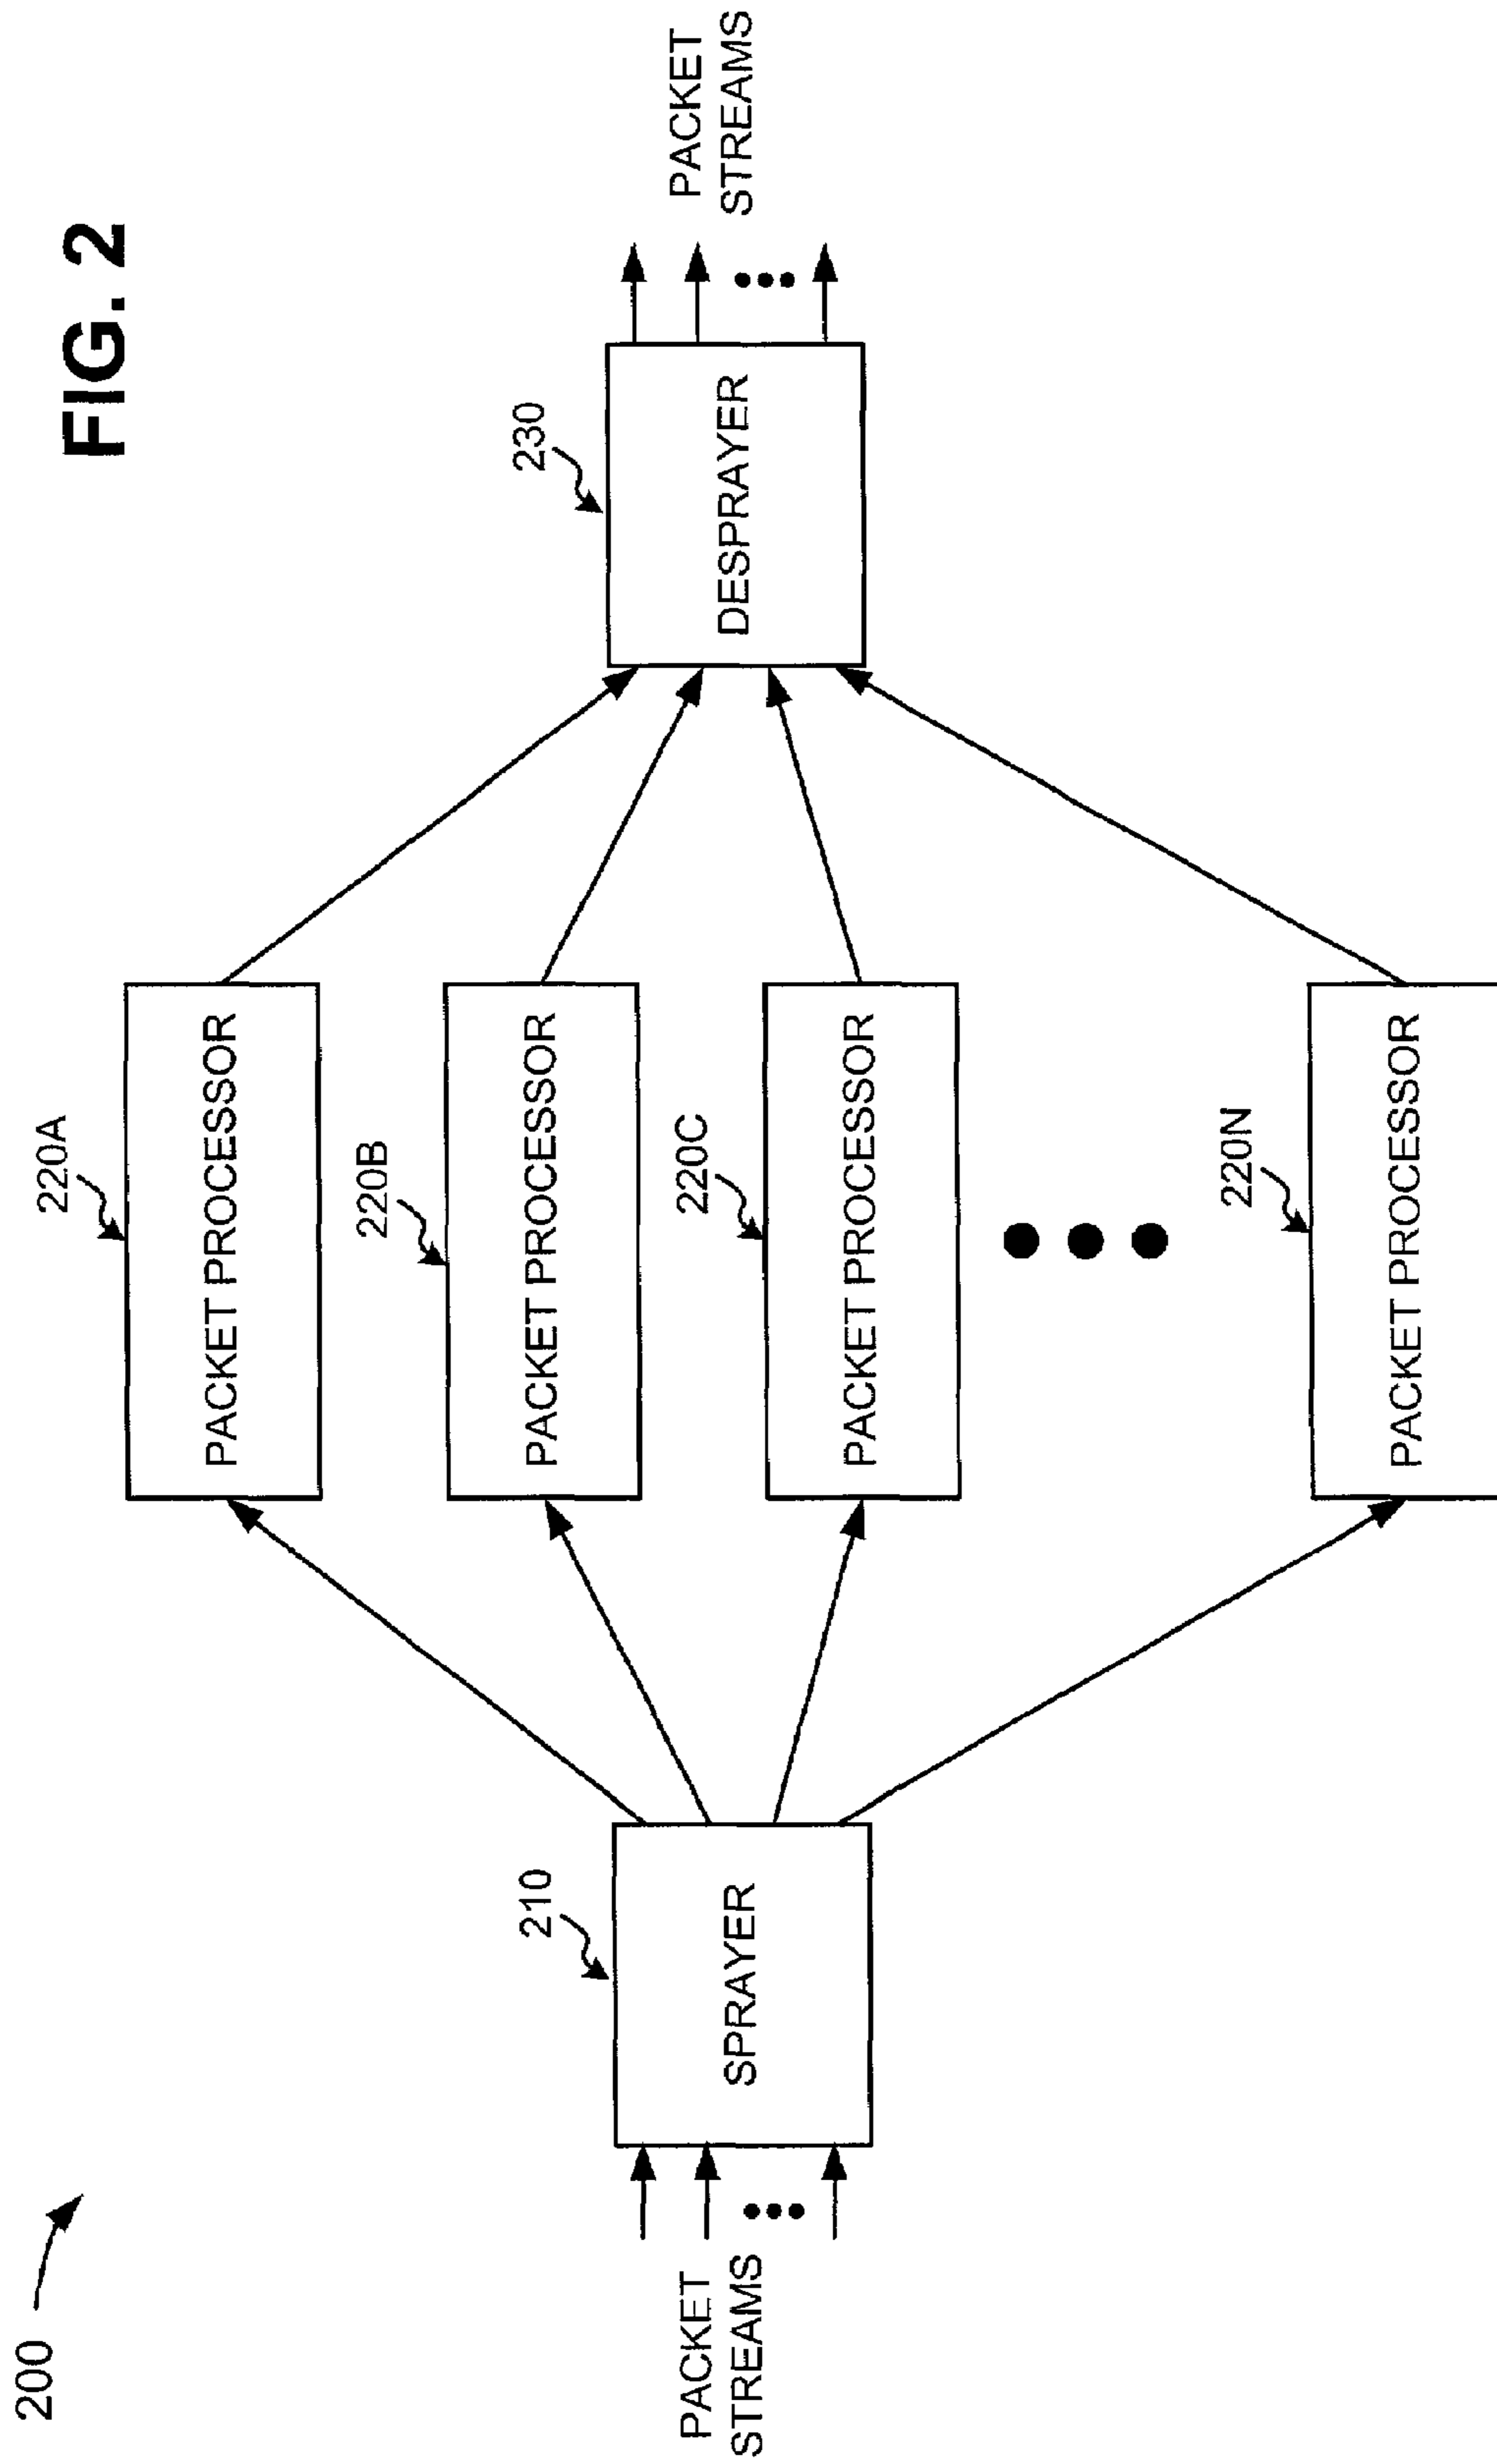 FIG. 2
200
PACKET
STREAMS
210
SPRAYER
220A
PACKET PROCESSOR
220B
PACKET PROCESSOR
220C
PACKET PROCESSOR
220N
PACKET PROCESSOR
230
DESPRAYER
PACKET
STREAMS